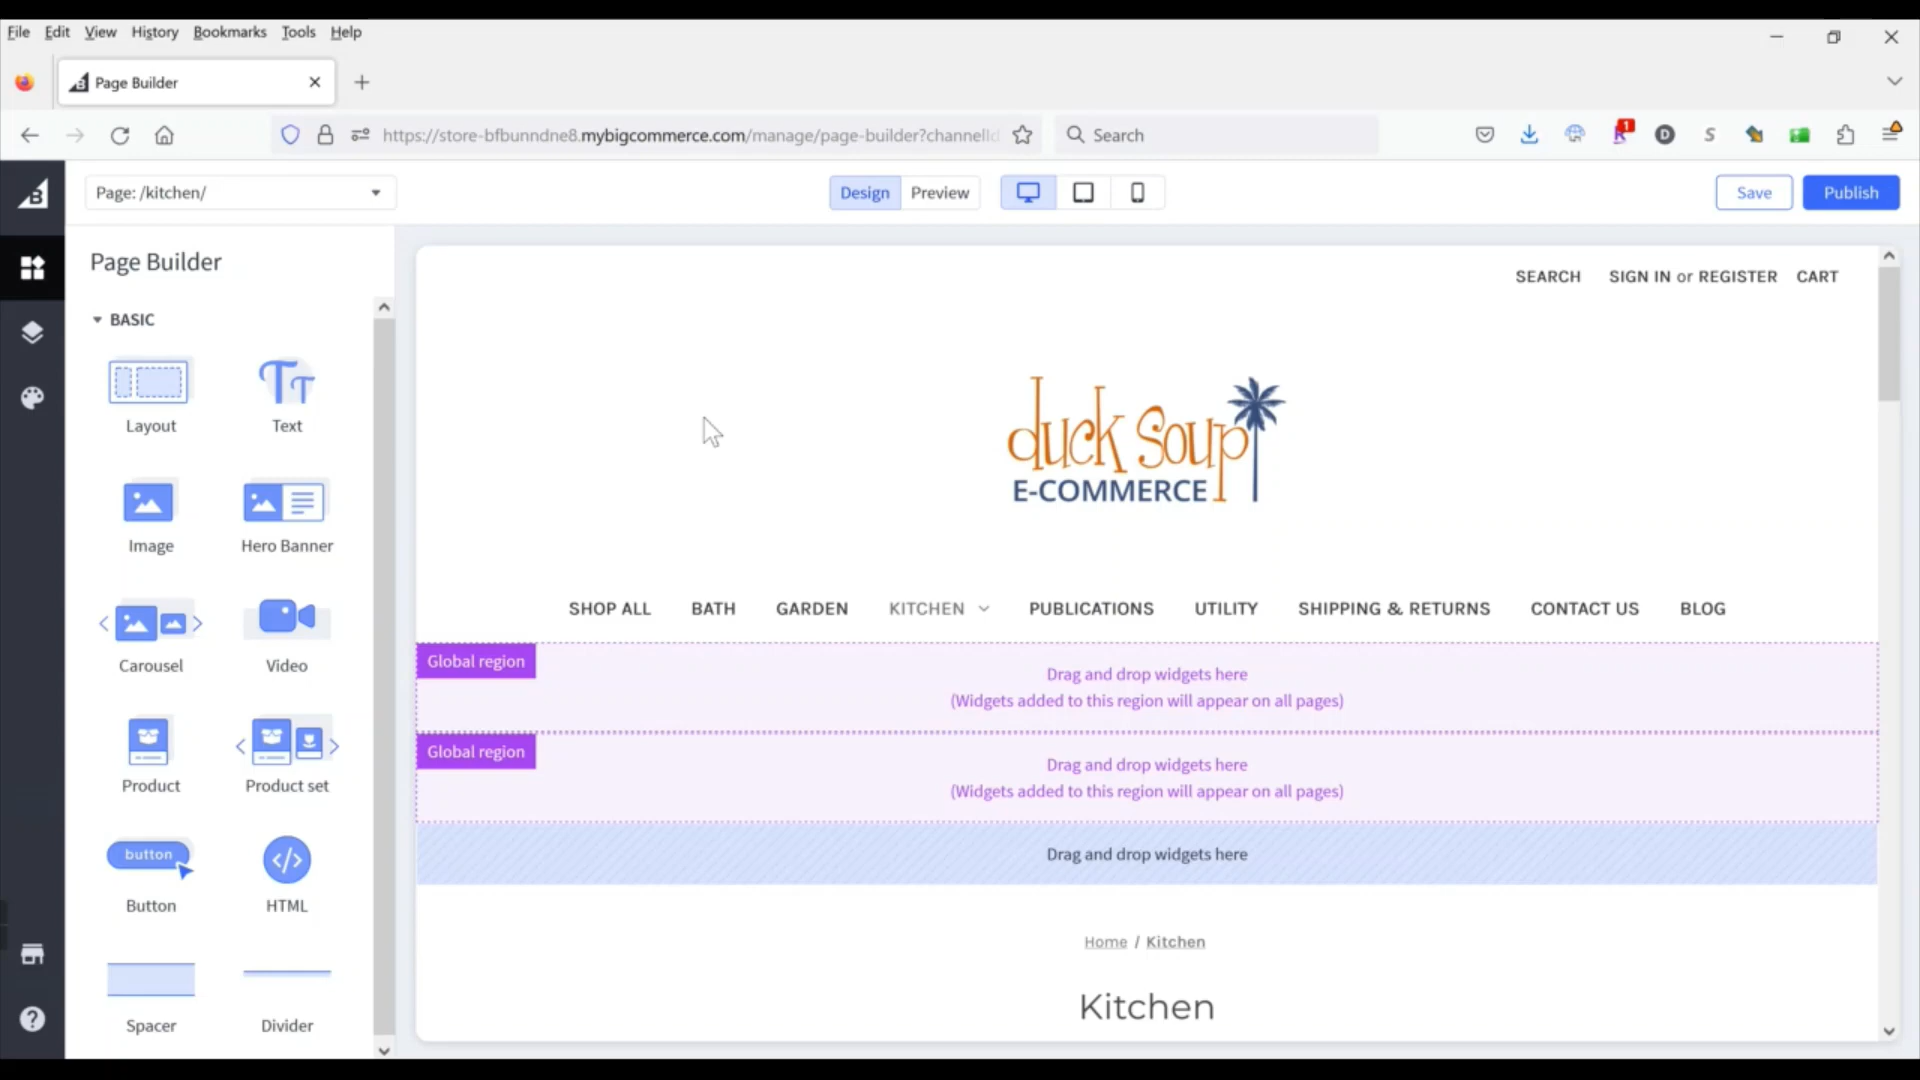 File Edit View History Bookmarks Tools Help
Page Builder
https://store-bfbunndne8.mybigcommerce.com/manage/page-builder?channelId
Search
1
D
S
B
Page: /kitchen/
Design Preview
Save Publish
Page Builder
BASIC
Layout Text
Image Hero Banner
Carousel Video
Product Product set
button
Button HTML
Spacer Divider
SEARCH SIGN IN or REGISTER CART
duck soup
E-COMMERCE
SHOP ALL BATH GARDEN KITCHEN PUBLICATIONS UTILITY SHIPPING & RETURNS CONTACT US BLOG
Global region
Drag and drop widgets here
(Widgets added to this region will appear on all pages)
Global region
Drag and drop widgets here
(Widgets added to this region will appear on all pages)
Drag and drop widgets here
Home / Kitchen
Kitchen